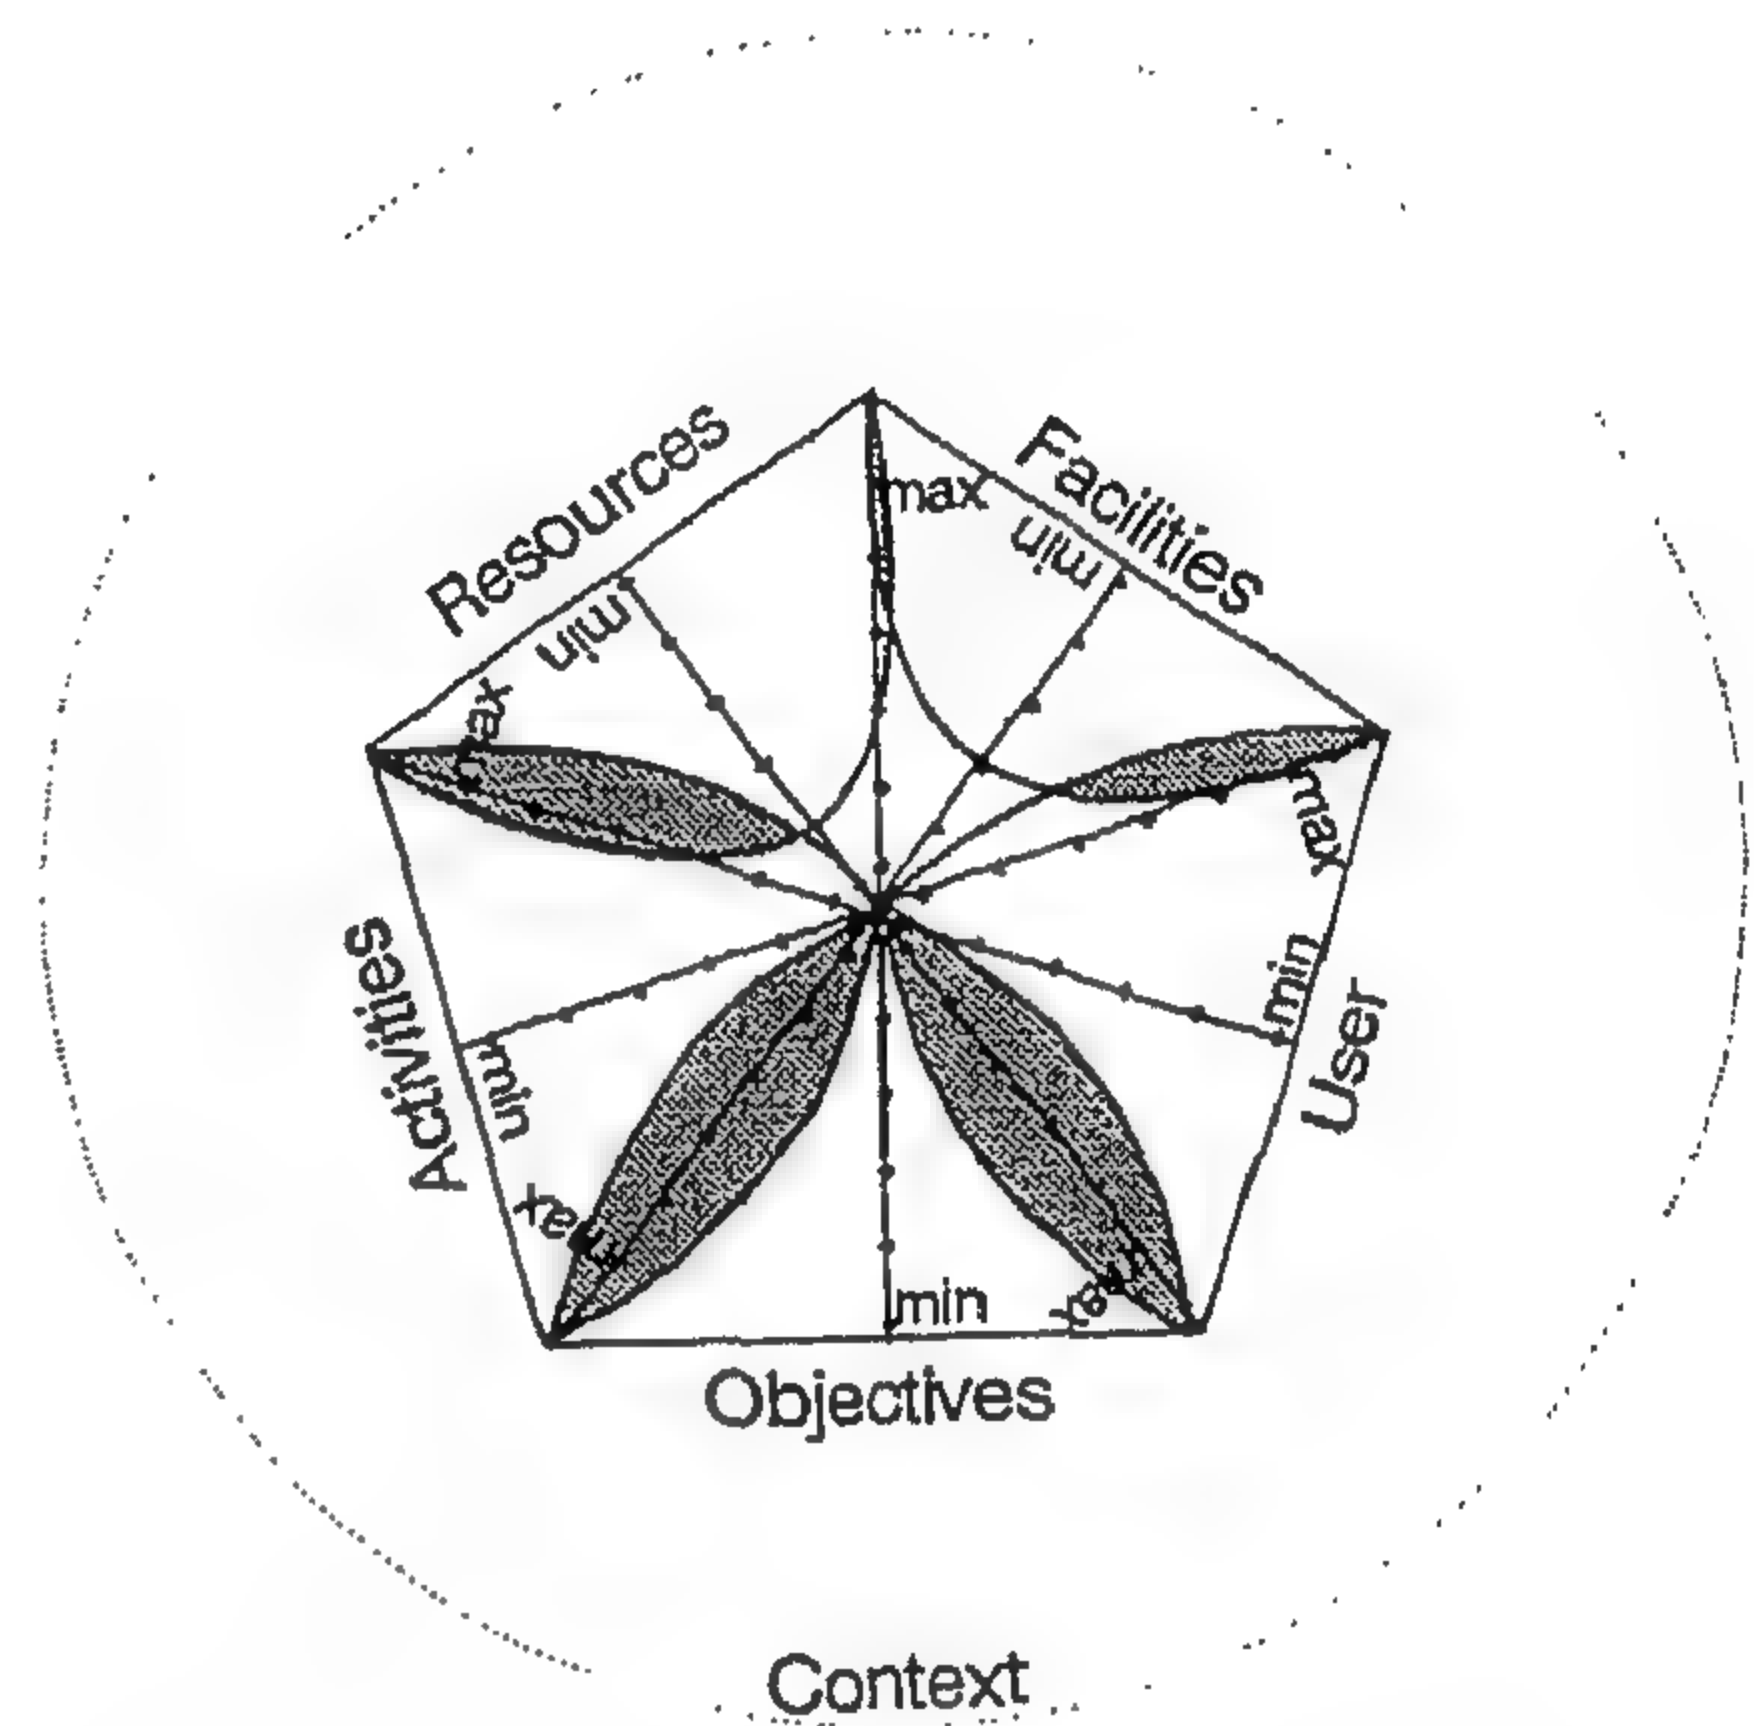 Resources
Facilities
max
min
min
max
max
min
User
Activities
min
max
min
max
Objectives
Context